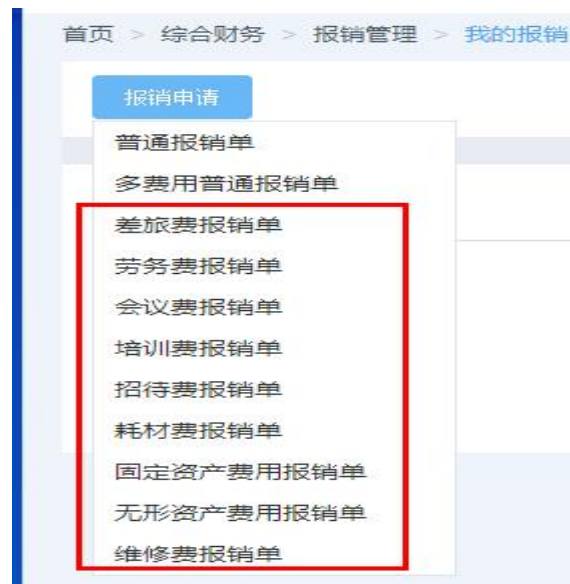 首页 > 综合财务 > 报销管理 > 我的报销
报销申请
普通报销单
多费用普通报销单
差旅费报销单
劳务费报销单
会议费报销单
培训费报销单
招待费报销单
耗材费报销单
固定资产费用报销单
无形资产费用报销单
维修费报销单